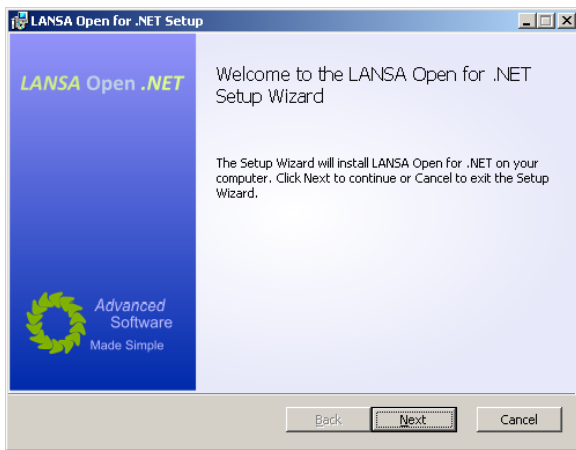 LANSA Open for .NET Setup
LANSA Open .NET
Welcome to the LANSA Open for .NET
Setup Wizard
The Setup Wizard will install LANSA Open for .NET on your
computer. Click Next to continue or Cancel to exit the Setup
Wizard.
Advanced
Software
Made Simple
Back
Next
Cancel